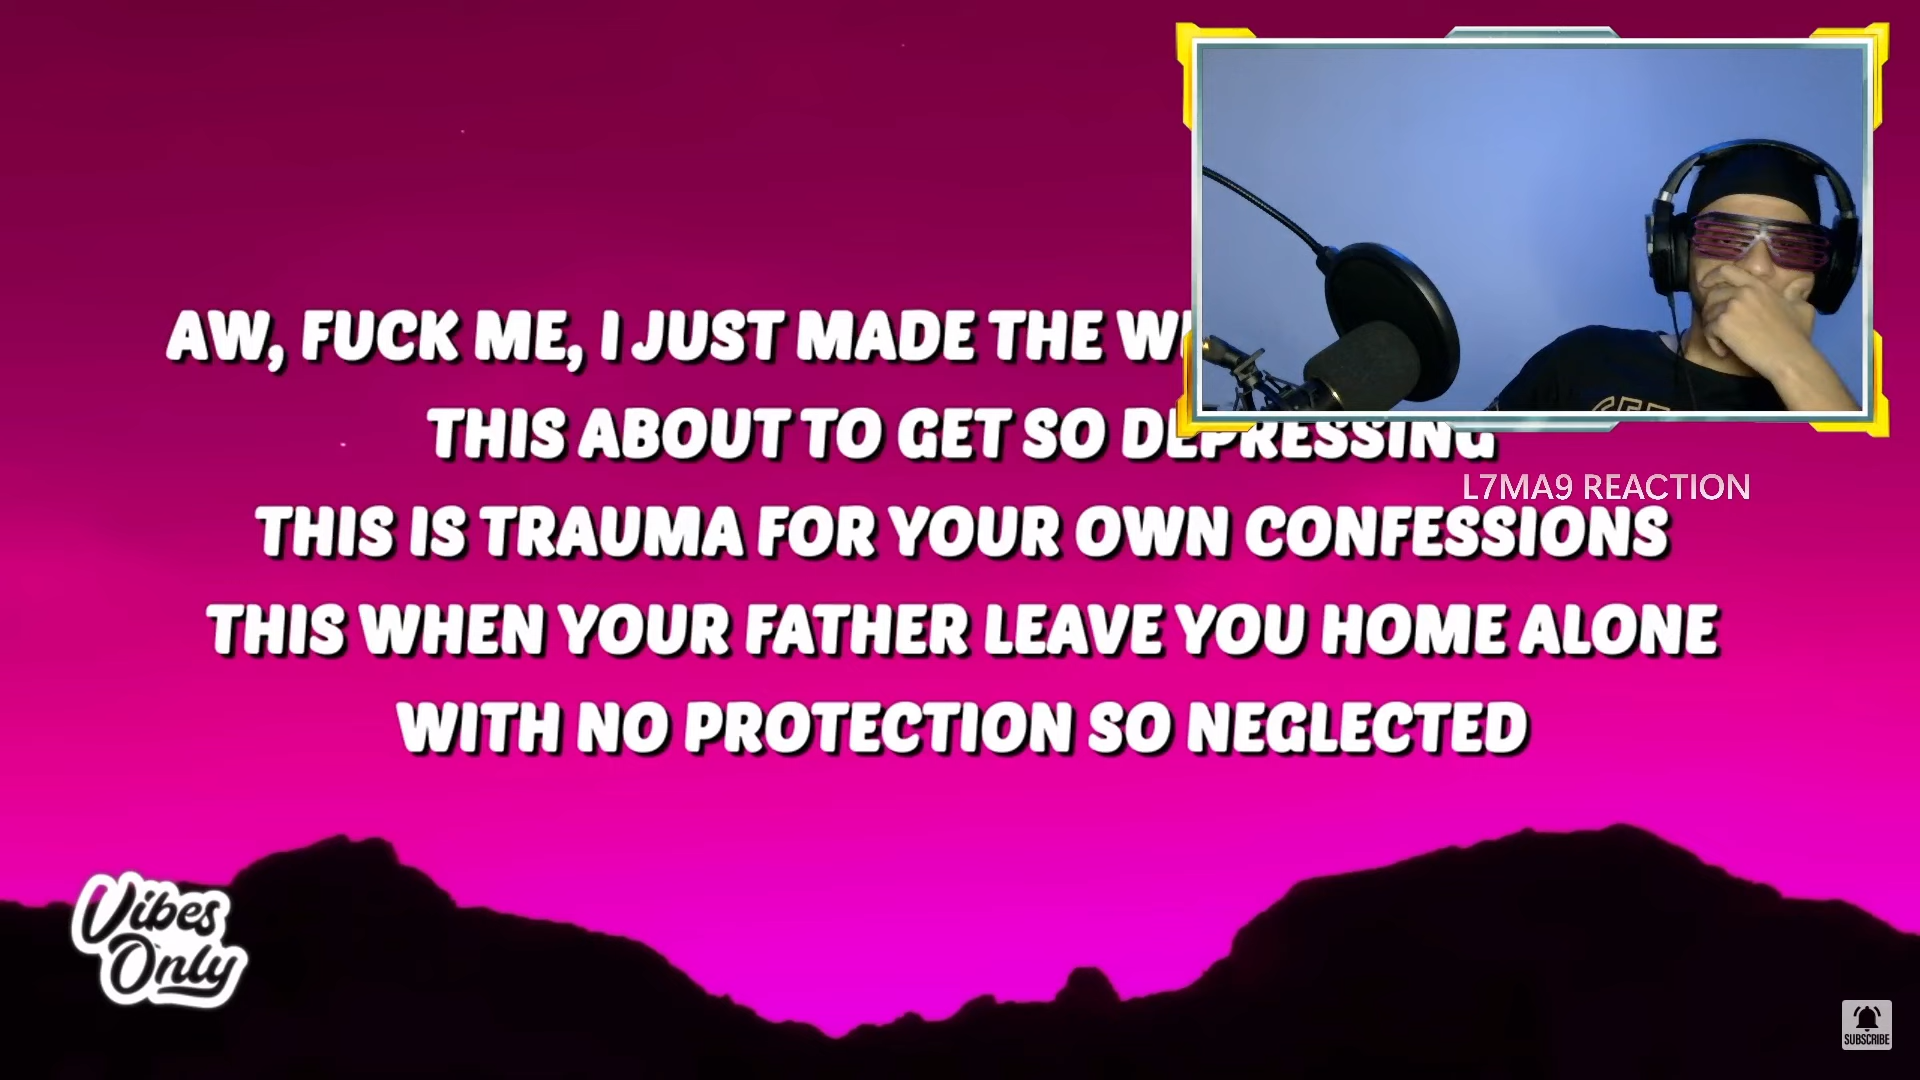 AW, FUCK ME, I JUST MADE THE
THIS ABOUT TO GET SO DEPRESSING
L7MA9 REACTION
THIS IS TRAUMA FOR YOUR OWN CONFESSIONS
THIS WHEN YOUR FATHER LEAVE YOU HOME ALONE
WITH NO PROTECTION SO NEGLECTED
Vibes
Only
SUBSCRIBE